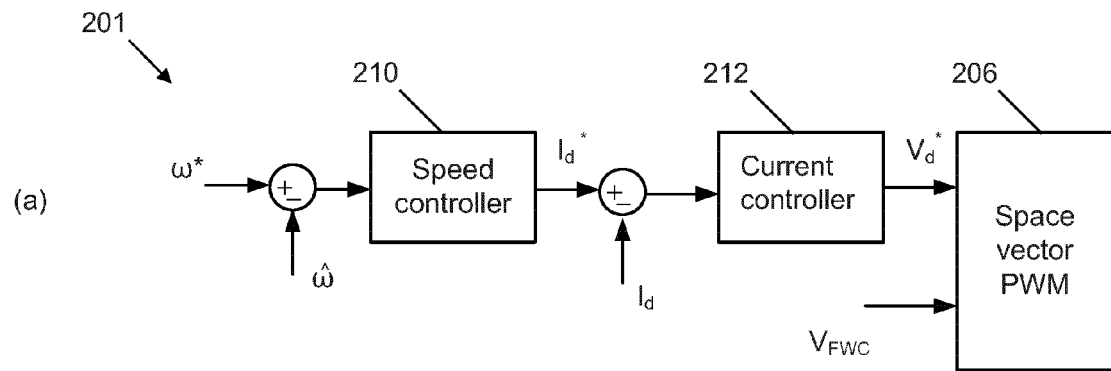 201
210
212
206
(a)
ω*
+
−
ω̂
Speed
controller
I_d*
+
−
I_d
Current
controller
V_d*
V_FWC
Space
vector
PWM